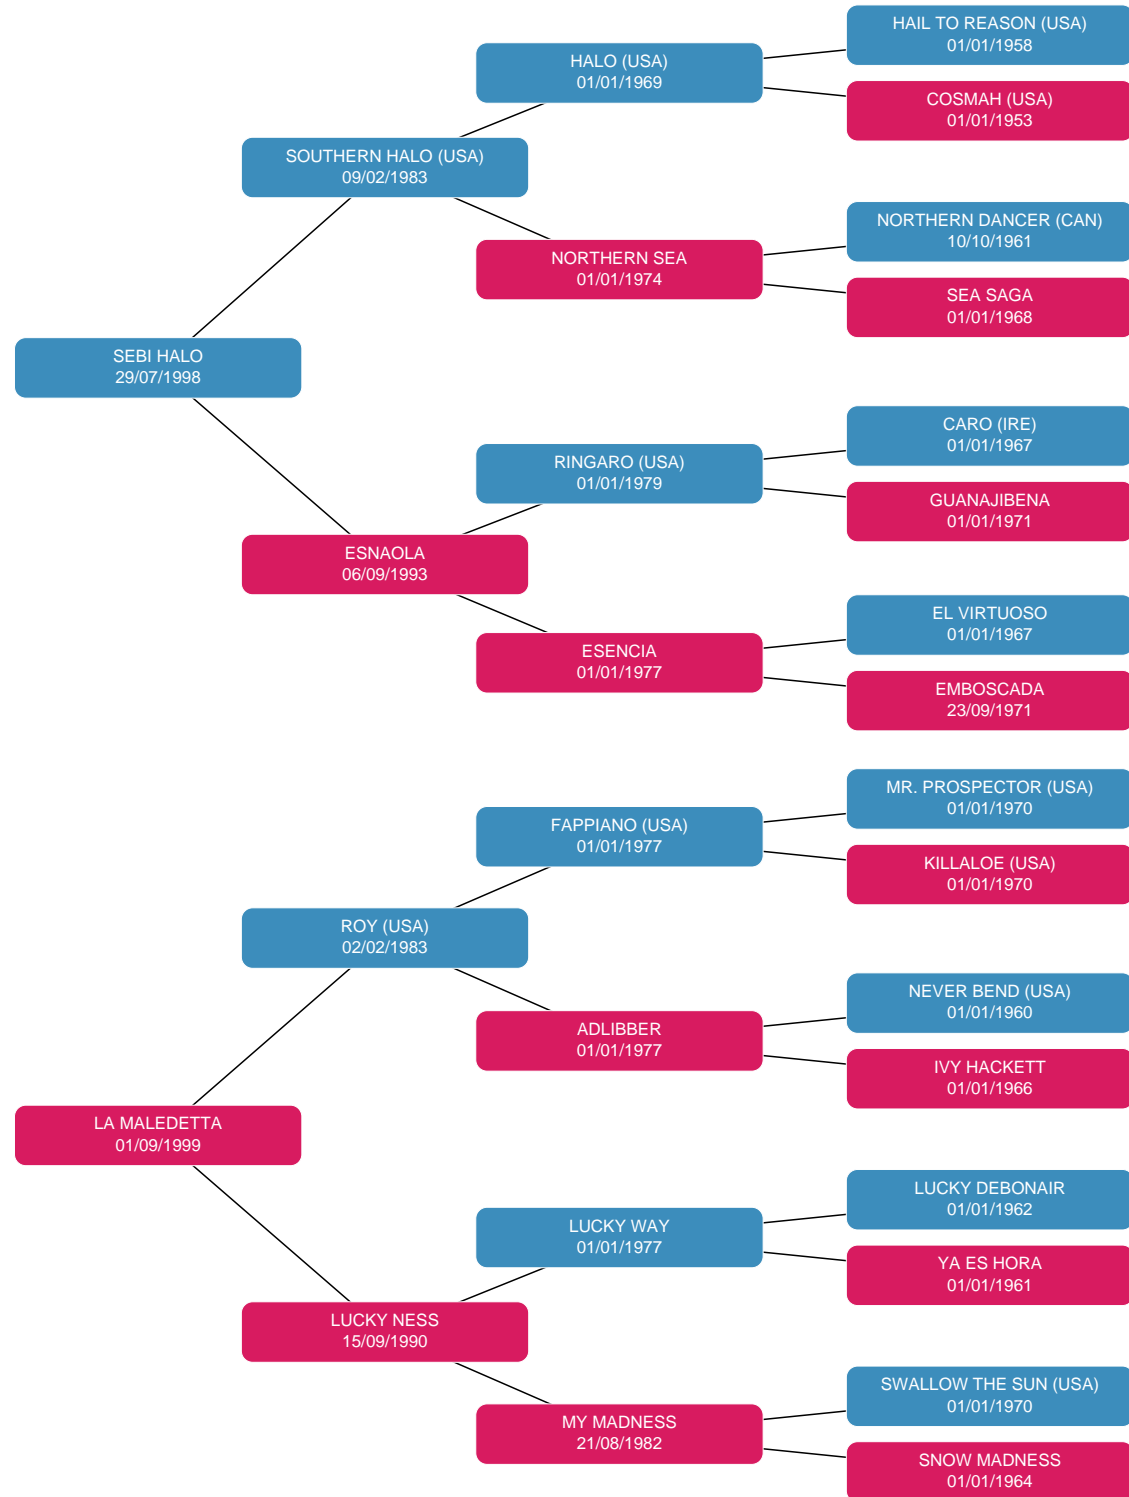 HAIL TO REASON (USA)
01/01/1958
HALO (USA)
01/01/1969
COSMAH (USA)
01/01/1953
SOUTHERN HALO (USA)
09/02/1983
NORTHERN DANCER (CAN)
10/10/1961
NORTHERN SEA
01/01/1974
SEA SAGA
01/01/1968
SEBI HALO
29/07/1998
CARO (IRE)
01/01/1967
RINGARO (USA)
01/01/1979
GUANAJIBENA
01/01/1971
ESNAOLA
06/09/1993
EL VIRTUOSO
01/01/1967
ESENCIA
01/01/1977
EMBOSCADA
23/09/1971
MR. PROSPECTOR (USA)
01/01/1970
FAPPIANO (USA)
01/01/1977
KILLALOE (USA)
01/01/1970
ROY (USA)
02/02/1983
NEVER BEND (USA)
01/01/1960
ADLIBBER
01/01/1977
IVY HACKETT
01/01/1966
LA MALEDETTA
01/09/1999
LUCKY DEBONAIR
01/01/1962
LUCKY WAY
01/01/1977
YA ES HORA
01/01/1961
LUCKY NESS
15/09/1990
SWALLOW THE SUN (USA)
01/01/1970
MY MADNESS
21/08/1982
SNOW MADNESS
01/01/1964